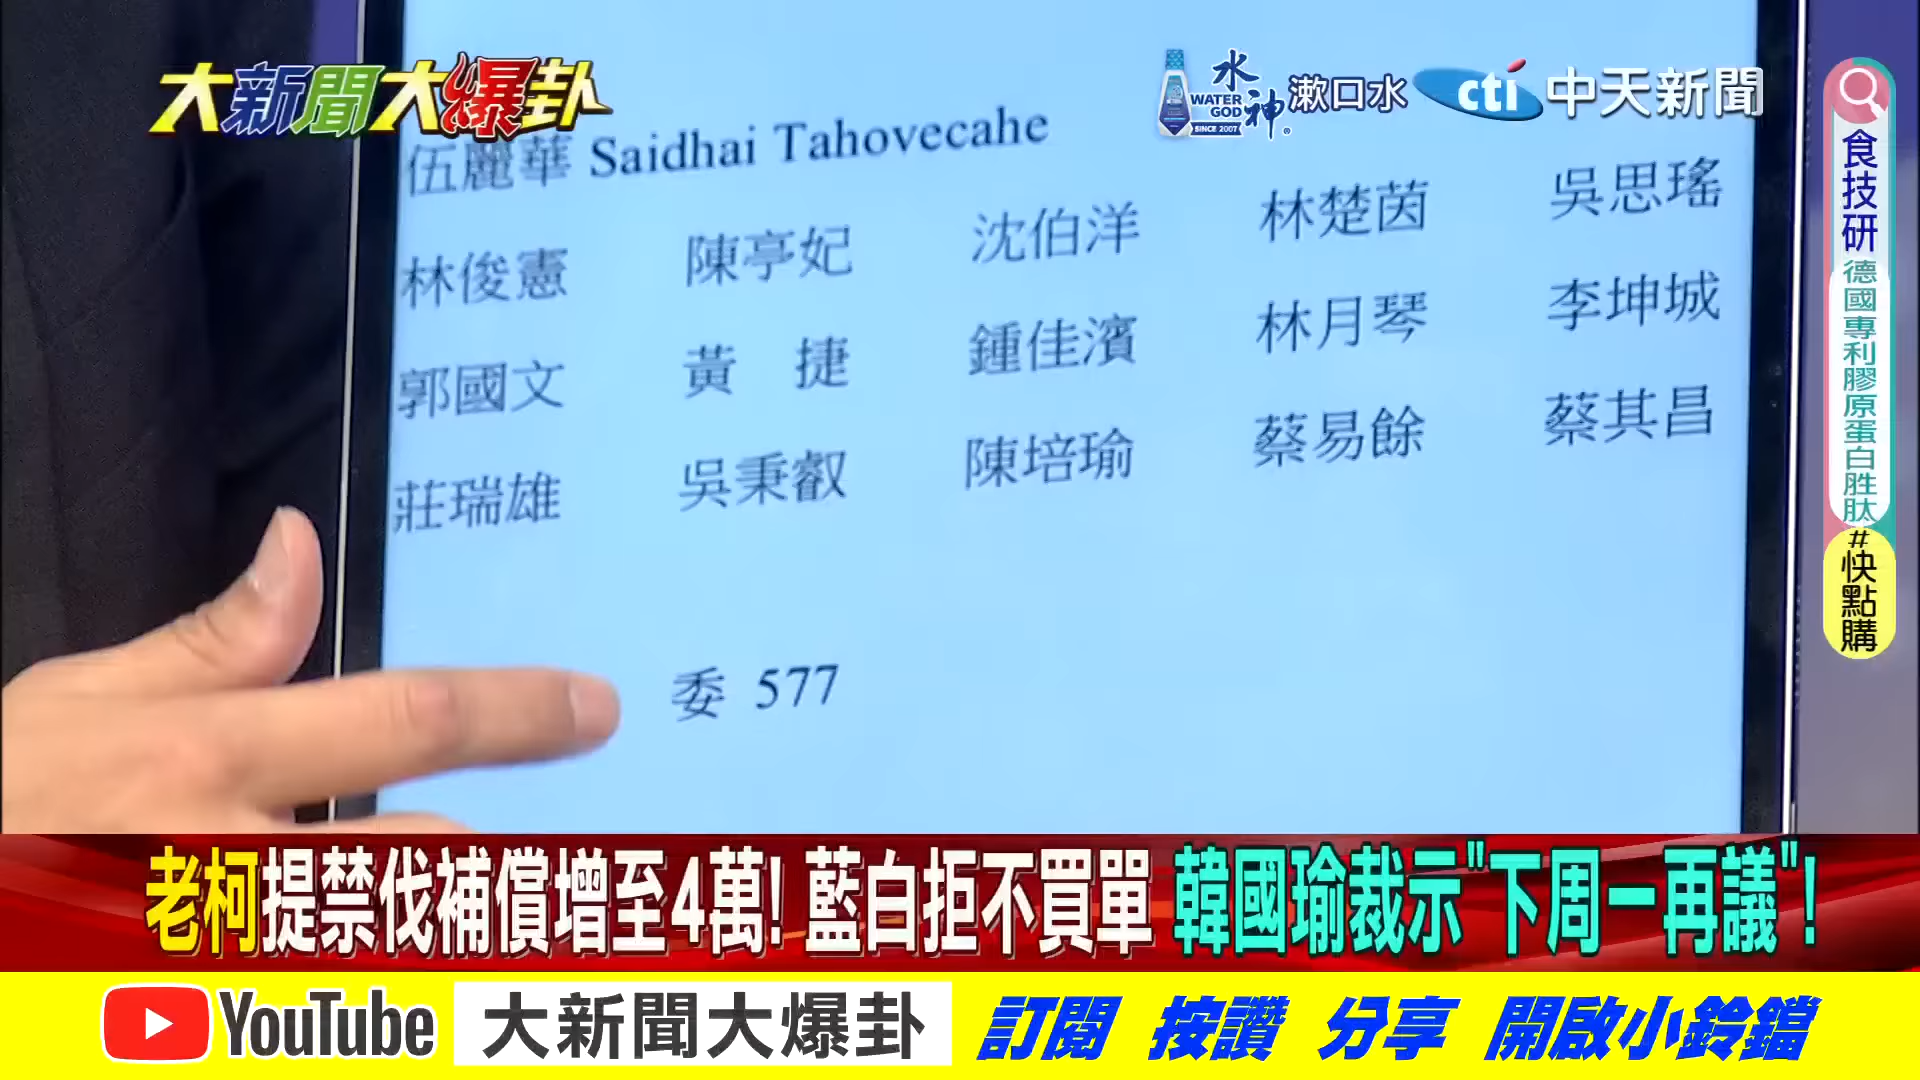 大新聞大爆卦
水神
WATER GOD
SINCE 2007
漱口水
cti 中天新聞
食技研
德國專利膠原蛋白胜肽
#快點購
伍麗華 Saidhai Tahovecahe
林俊憲 陳亭妃 沈伯洋 林楚茵 吳思瑤
郭國文 黃 捷 鍾佳濱 林月琴 李坤城
莊瑞雄 吳秉叡 陳培瑜 蔡易餘 蔡其昌
委 577
老柯提禁伐補償增至4萬! 藍白拒不買單 韓國瑜裁示"下周一再議"!
YouTube 大新聞大爆卦 訂閱 按讚 分享 開啟小鈴鐺